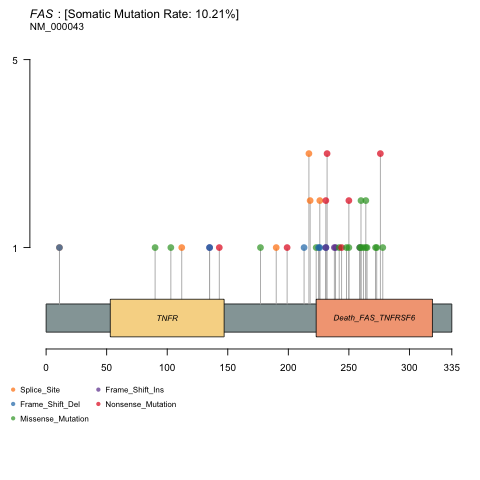 FAS : [Somatic Mutation Rate: 10.21%]
NM_000043
5
1
TNFR
Death_FAS_TNFRSF6
0 50 100 150 200 250 300 335
Splice_Site Frame_Shift_Ins
Frame_Shift_Del Nonsense_Mutation
Missense_Mutation